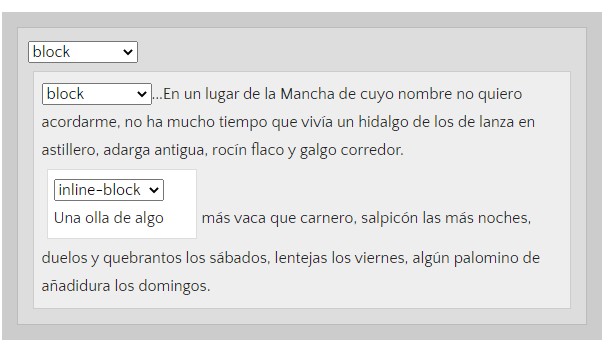 block
block...En un lugar de la Mancha de cuyo nombre no quiero
acordarme, no ha mucho tiempo que vivía un hidalgo de los de lanza en
astillero, adarga antigua, rocín flaco y galgo corredor.
inline-block
Una olla de algo más vaca que carnero, salpicón las más noches,
duelos y quebrantos los sábados, lentejas los viernes, algún palomino de
añadidura los domingos.